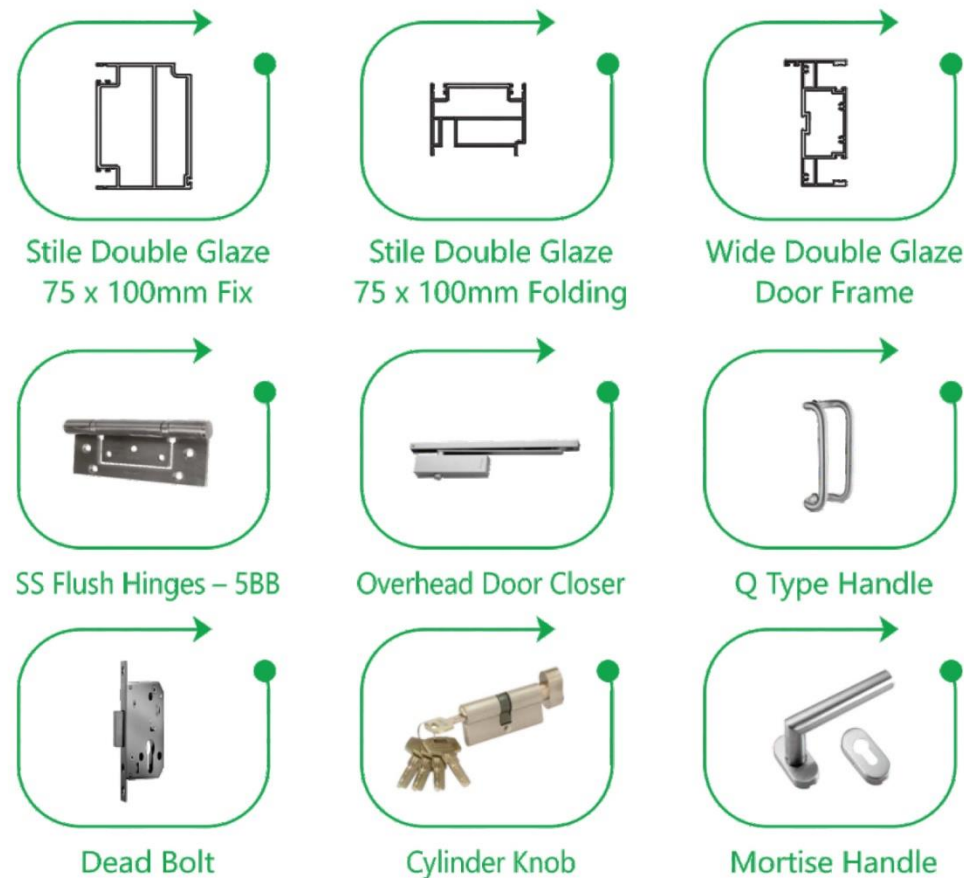 Stile Double Glaze
75 x 100mm Fix
Stile Double Glaze
75 x 100mm Folding
Wide Double Glaze
Door Frame
SS Flush Hinges – 5BB
Overhead Door Closer
Q Type Handle
Dead Bolt
Cylinder Knob
Mortise Handle